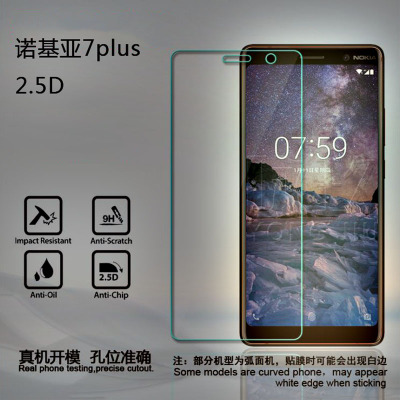 诺基亚7plus
2.5D
NOKIA
07:59
9H
Impact Resistant
Anti-Scratch
2.5D
Anti-Oil
Anti-Chip
真机开模 孔位准确
Real phone testing,precise cutout.
注：部分机型为弧面机，贴膜时可能会出现白边
Some models are curved phone, may appear
white edge when sticking